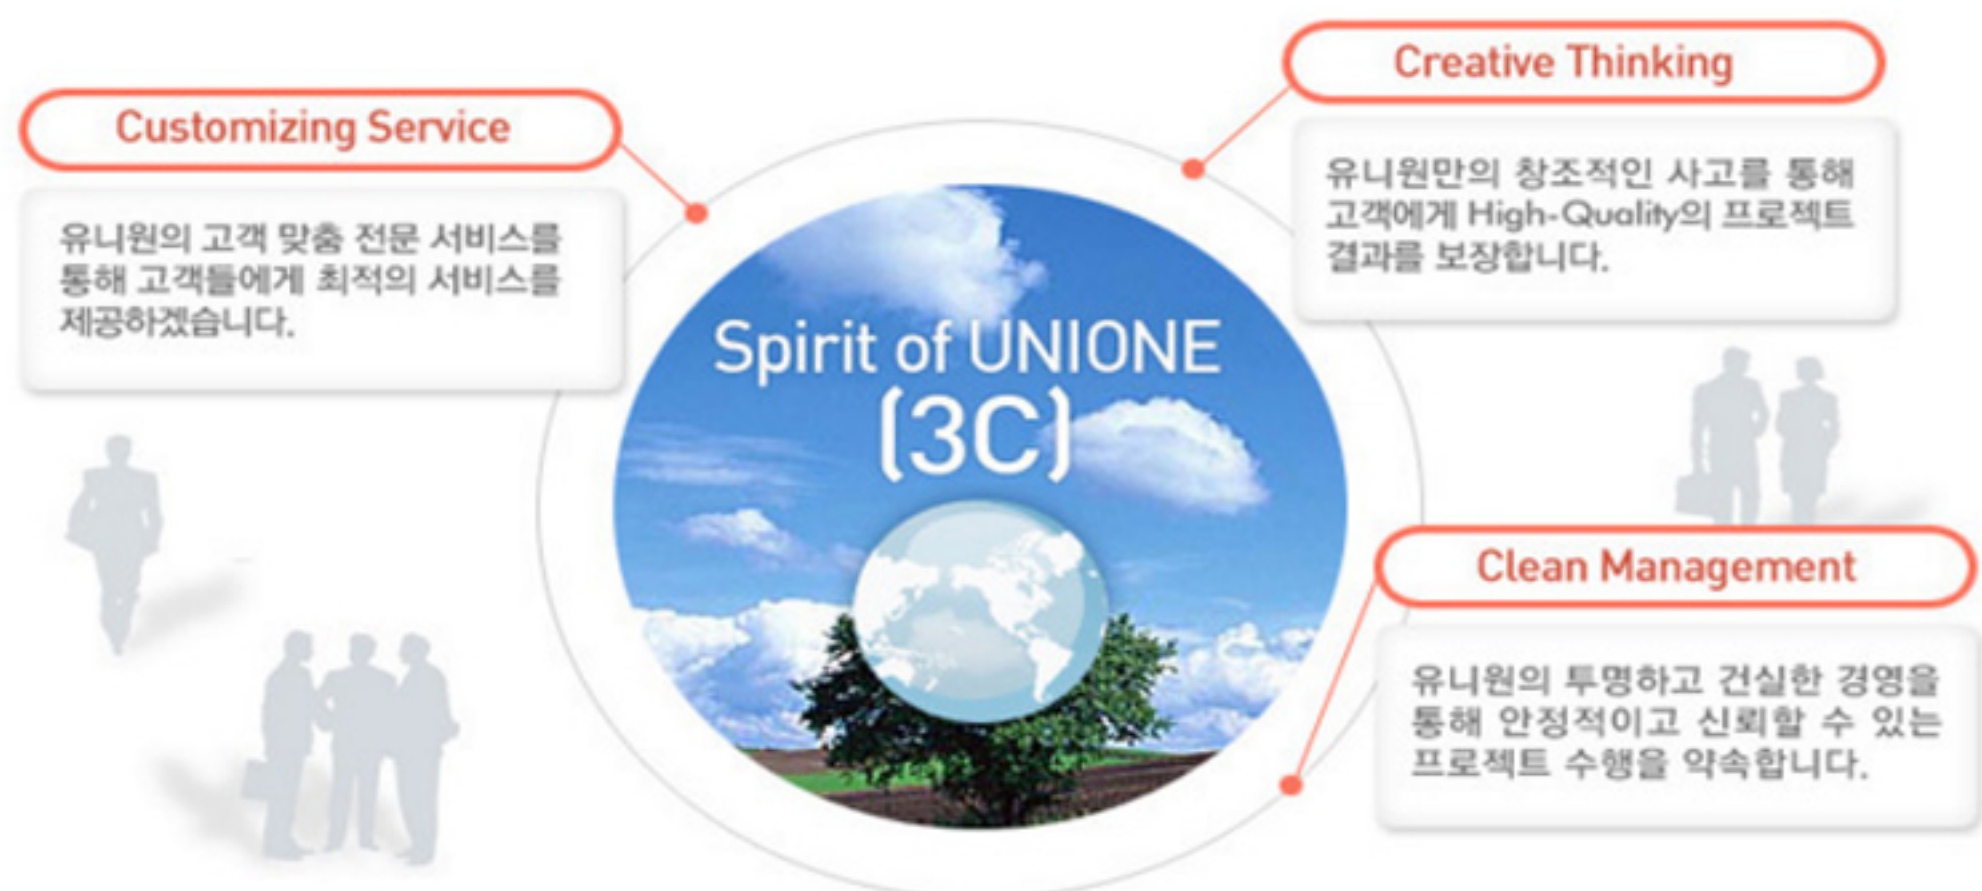 Customizing Service
유니원의 고객 맞춤 전문 서비스를
통해 고객들에게 최적의 서비스를
제공하겠습니다.
Creative Thinking
유니원만의 창조적인 사고를 통해
고객에게 High-Quality의 프로젝트
결과를 보장합니다.
Spirit of UNIONE
(3C)
Clean Management
유니원의 투명하고 건실한 경영을
통해 안정적이고 신뢰할 수 있는
프로젝트 수행을 약속합니다.